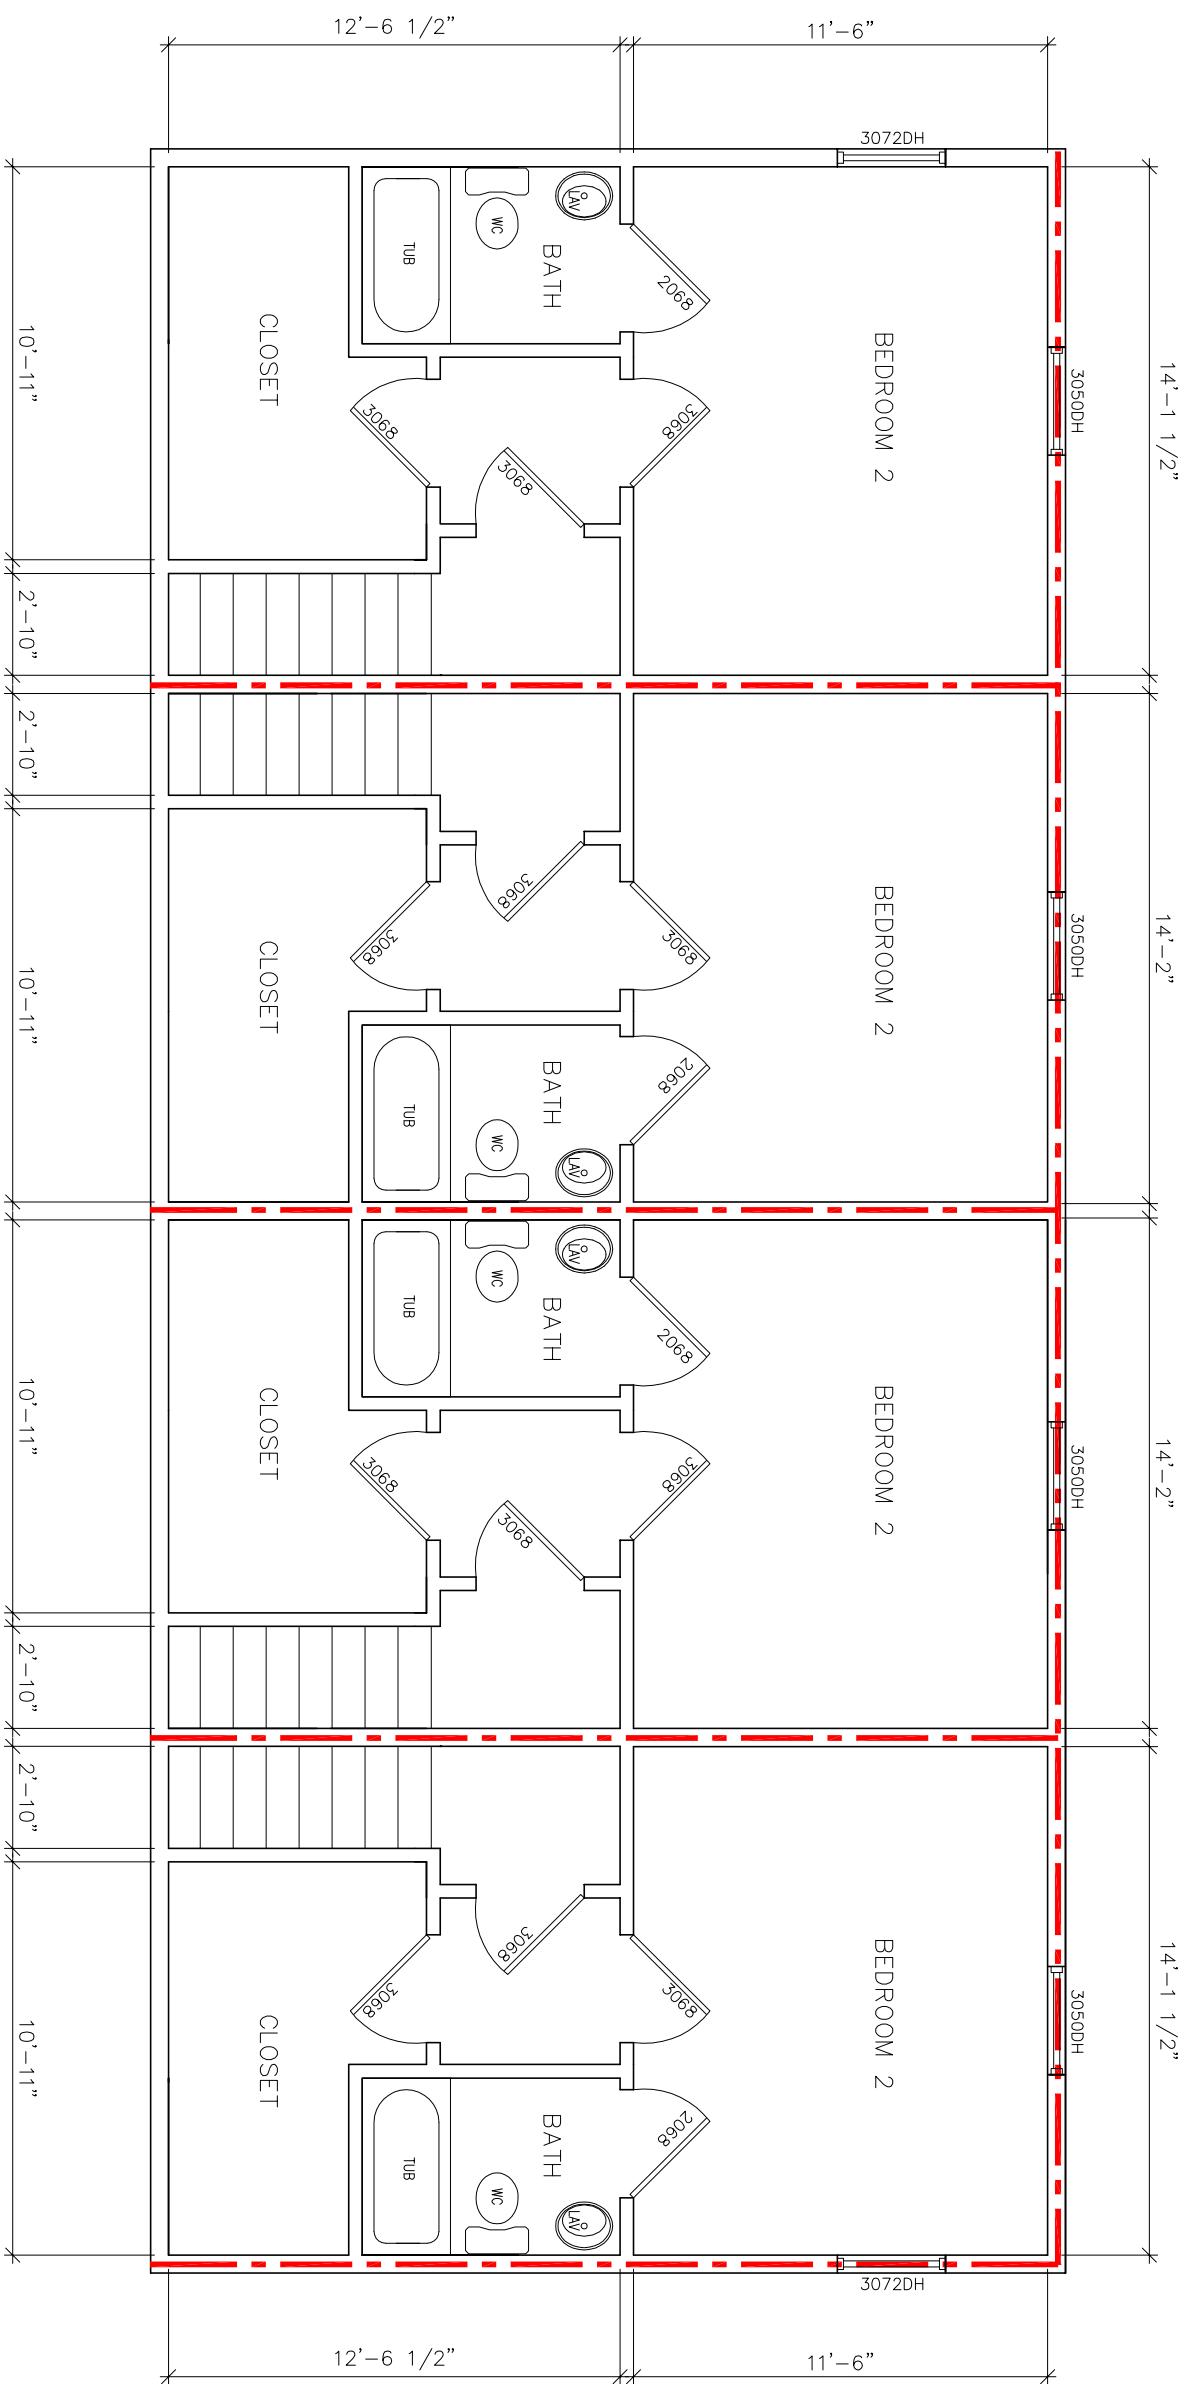 12'-6 1/2"
11'-6"
3072DH
14'-1 1/2"
3050DH
BEDROOM 2
2068
3068
BATH
LAV
WC
TUB
3068
3068
CLOSET
10'-11"
2'-10"
14'-2"
3050DH
BEDROOM 2
3068
2068
3068
3068
BATH
LAV
WC
TUB
CLOSET
2'-10"
10'-11"
14'-2"
3050DH
BEDROOM 2
2068
3068
BATH
LAV
WC
TUB
3068
3068
CLOSET
10'-11"
2'-10"
14'-1 1/2"
3050DH
BEDROOM 2
3068
2068
3068
3068
BATH
LAV
WC
TUB
CLOSET
2'-10"
10'-11"
3072DH
12'-6 1/2"
11'-6"